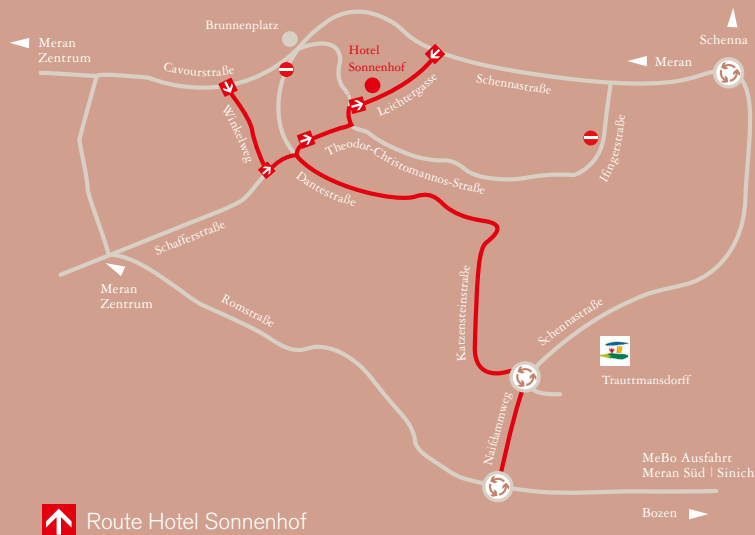 Brunnenplatz
Meran
Zentrum
Cavourstraße
Hotel
Sonnenhof
Schenna
Meran
Schennastraße
Leichtergasse
Winkelweg
Theodor-Christomannos-Straße
Ifingerstraße
Dantestraße
Schafferstraße
Meran
Zentrum
Romstraße
Katzensteinstraße
Schennastraße
Trauttmansdorff
Naifdammweg
MeBo Ausfahrt
Meran Süd | Sinich
Bozen
Route Hotel Sonnenhof